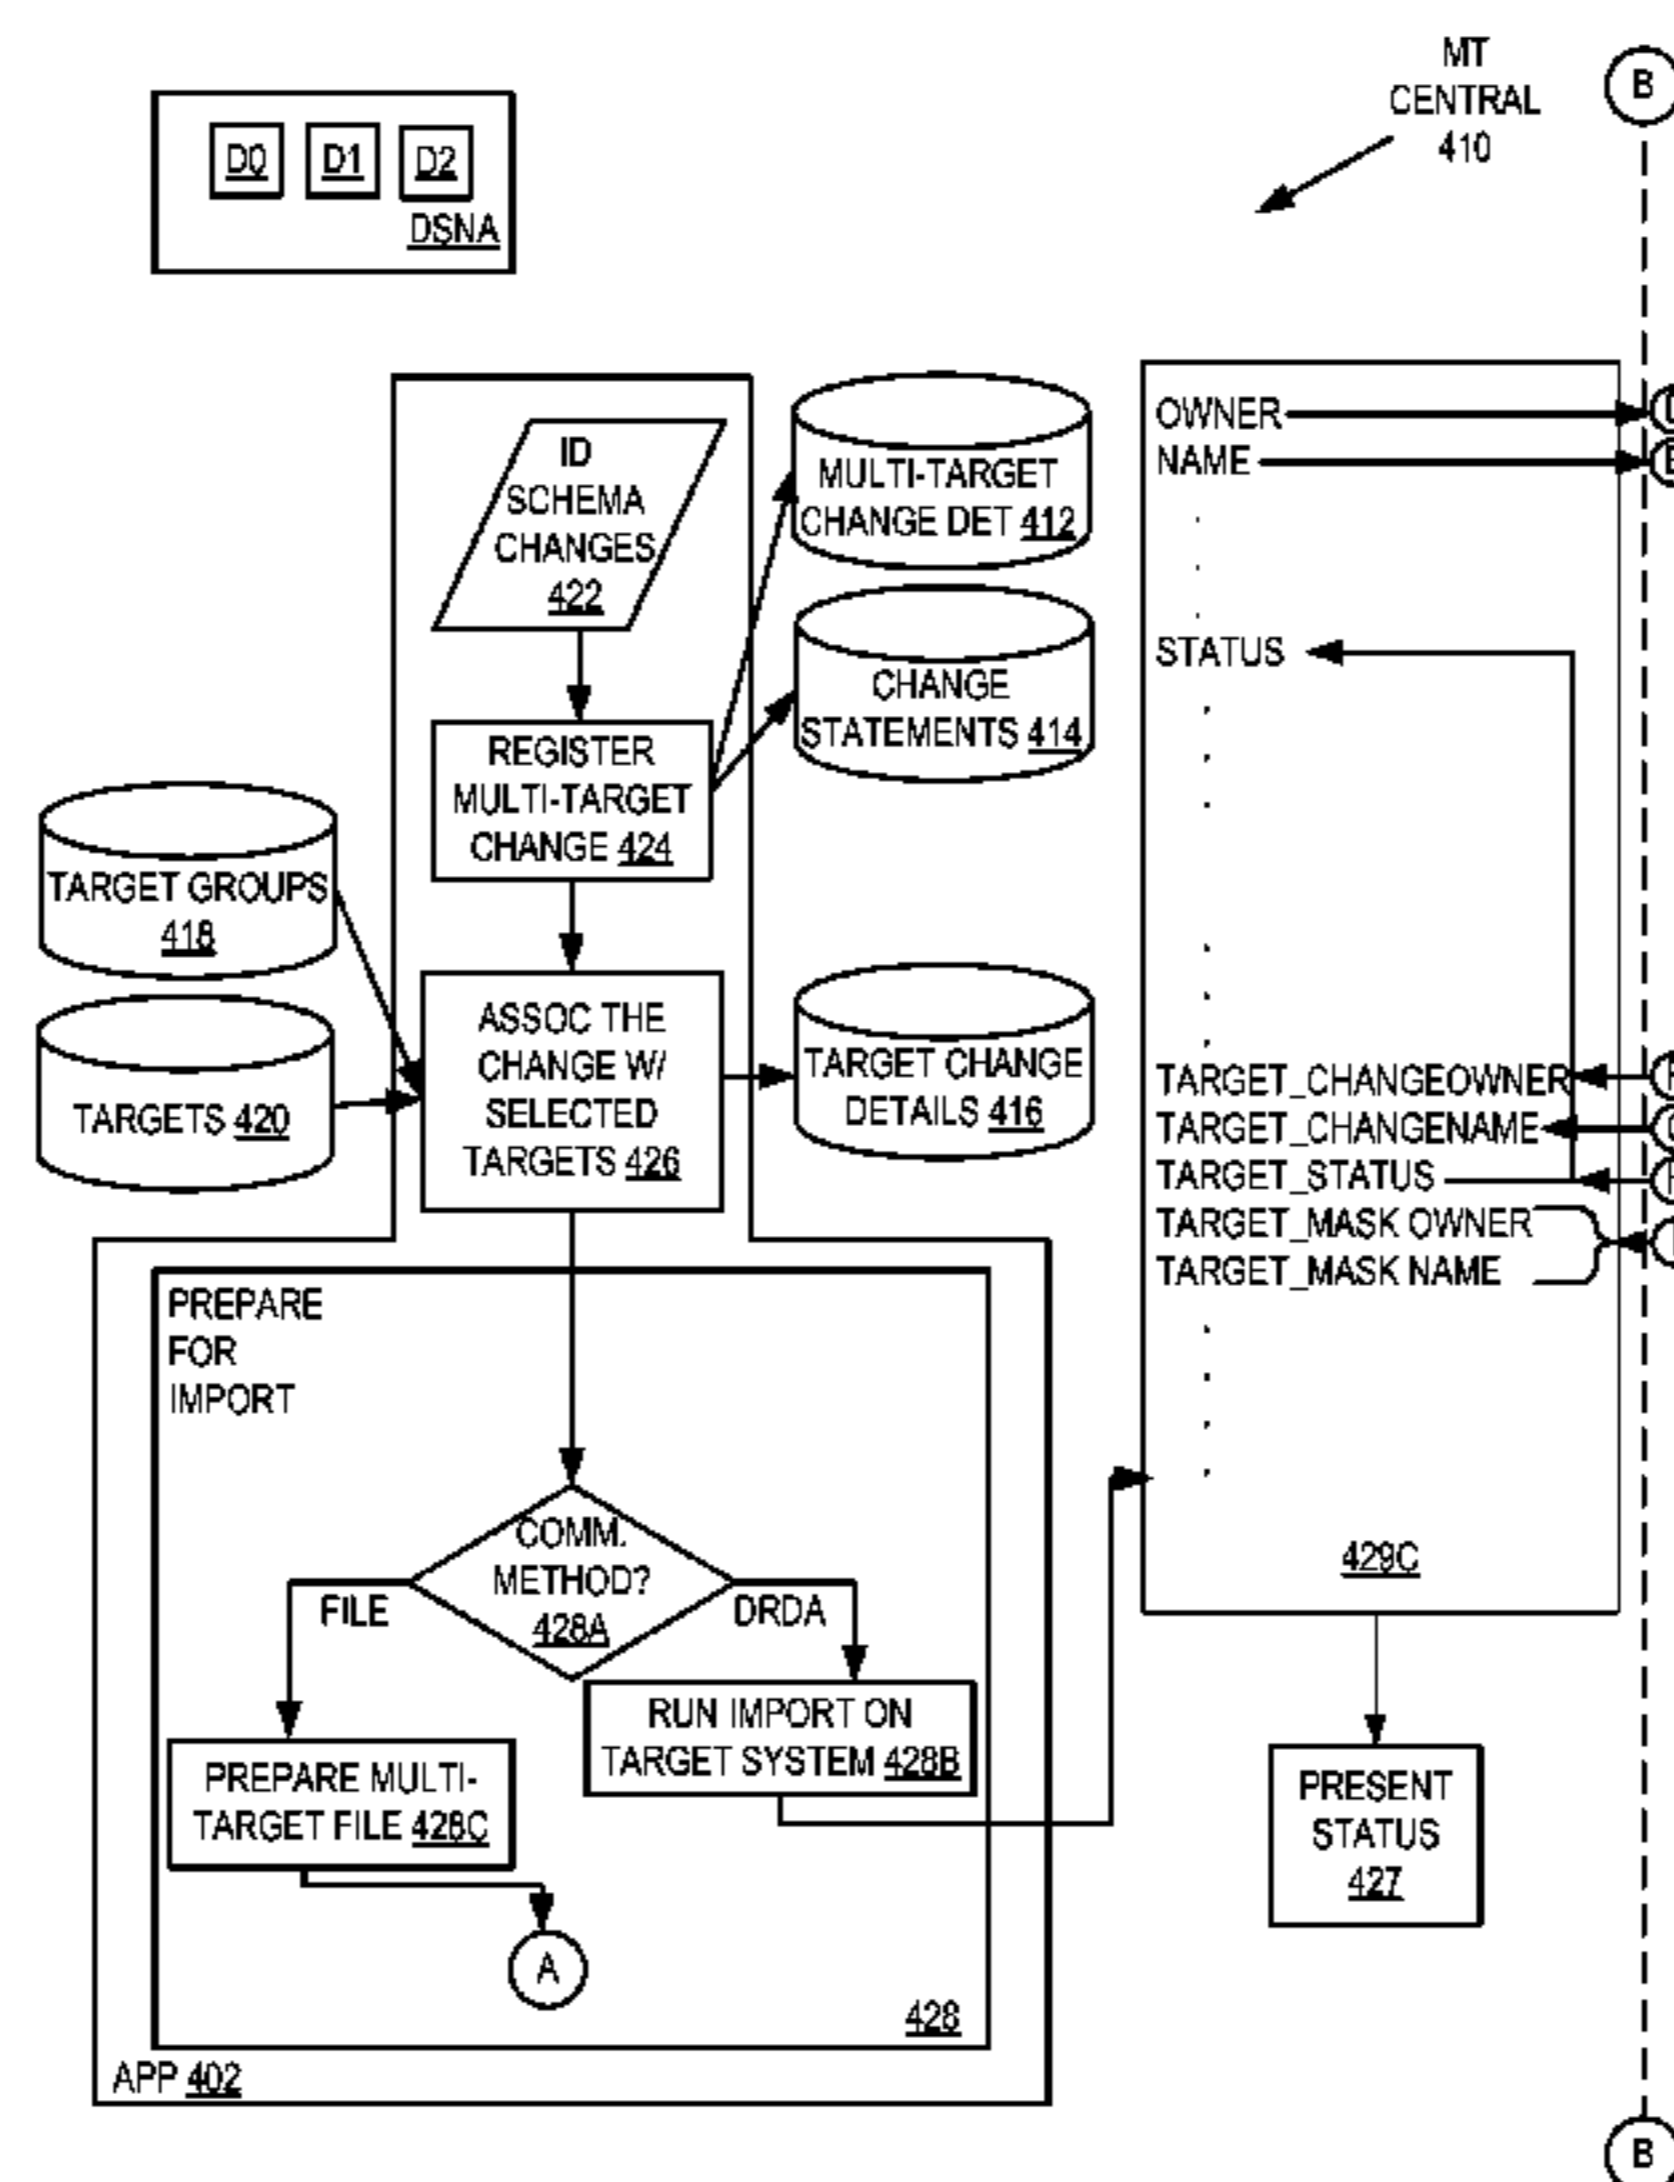 MT
CENTRAL
410
B
D0 D1 D2
DSNA
ID
SCHEMA
CHANGES
422
MULTI-TARGET
CHANGE DET 412
CHANGE
STATEMENTS 414
REGISTER
MULTI-TARGET
CHANGE 424
TARGET GROUPS
418
TARGETS 420
ASSOC THE
CHANGE W/
SELECTED
TARGETS 426
TARGET CHANGE
DETAILS 416
OWNER
NAME
STATUS
TARGET_CHANGEOWNER
TARGET_CHANGENAME
TARGET_STATUS
TARGET_MASK OWNER
TARGET_MASK NAME
429C
PREPARE
FOR
IMPORT
COMM.
METHOD?
428A
FILE
DRDA
RUN IMPORT ON
TARGET SYSTEM 428B
PREPARE MULTI-
TARGET FILE 428C
A
428
APP 402
PRESENT
STATUS
427
B